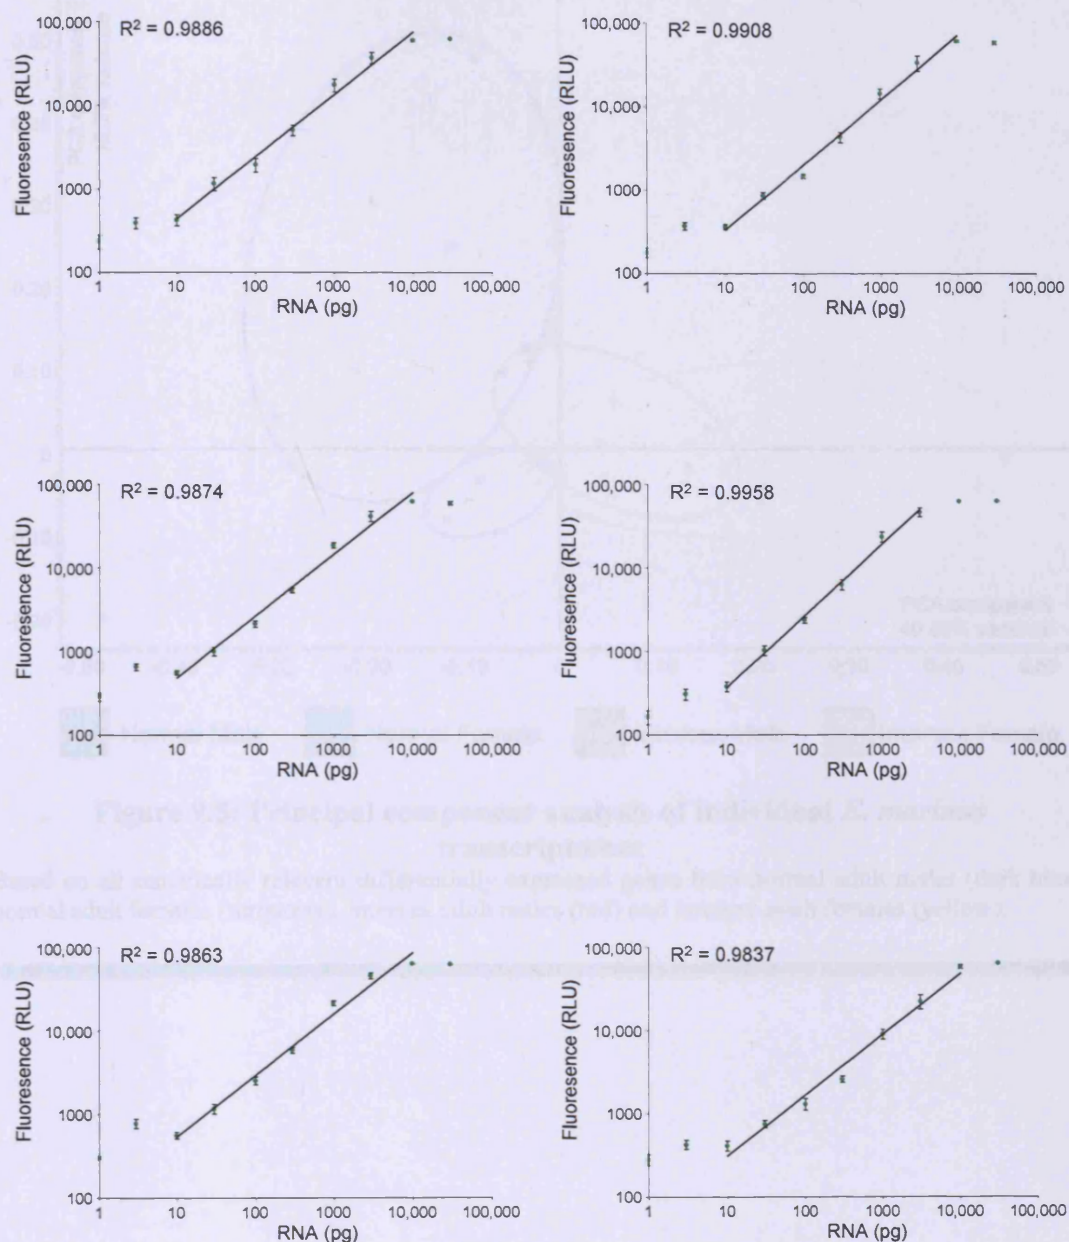 R² = 0.9886
Fluoresence (RLU)
100,000
10,000
1000
100
1 10 100 1000 10,000 100,000
RNA (pg)
R² = 0.9908
Fluoresence (RLU)
100,000
10,000
1000
100
1 10 100 1000 10,000 100,000
RNA (pg)
R² = 0.9874
Fluoresence (RLU)
100,000
10,000
1000
100
1 10 100 1000 10,000 100,000
RNA (pg)
R² = 0.9958
Fluoresence (RLU)
100,000
10,000
1000
100
1 10 100 1000 10,000 100,000
RNA (pg)
Figure 9.5: Principal component analysis of individual E.
R² = 0.9863
Fluoresence (RLU)
100,000
10,000
1000
100
1 10 100 1000 10,000 100,000
RNA (pg)
R² = 0.9837
Fluoresence (RLU)
100,000
10,000
1000
100
1 10 100 1000 10,000 100,000
RNA (pg)